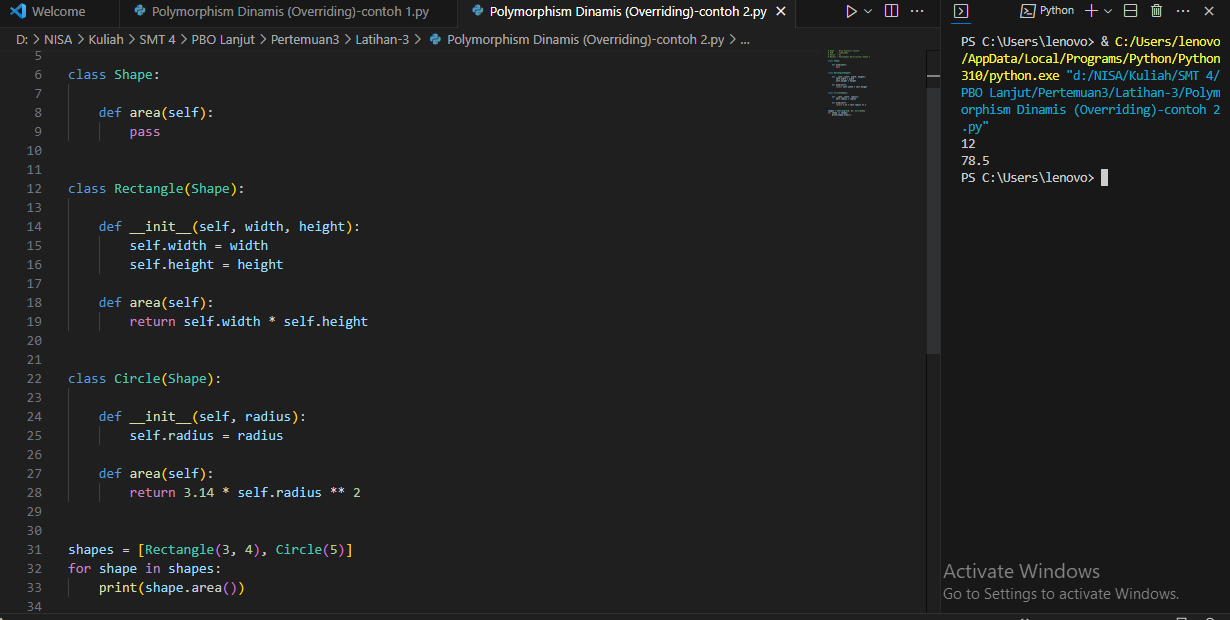 Welcome
Polymorphism Dinamis (Overriding)-contoh 1.py
Polymorphism Dinamis (Overriding)-contoh 2.py
D: > NISA > Kuliah > SMT 4 > PBO Lanjut > Pertemuan3 > Latihan-3 > Polymorphism Dinamis (Overriding)-contoh 2.py > ...
5
6 class Shape:
7
8 def area(self):
9 pass
10
11
12 class Rectangle(Shape):
13
14 def __init__(self, width, height):
15 self.width = width
16 self.height = height
17
18 def area(self):
19 return self.width * self.height
20
21
22 class Circle(Shape):
23
24 def __init__(self, radius):
25 self.radius = radius
26
27 def area(self):
28 return 3.14 * self.radius ** 2
29
30
31 shapes = [Rectangle(3, 4), Circle(5)]
32 for shape in shapes:
33 print(shape.area())
34
Python
PS C:\Users\lenovo> & C:/Users/lenovo
/AppData/Local/Programs/Python/Python
310/python.exe "d:/NISA/Kuliah/SMT 4/
PBO Lanjut/Pertemuan3/Latihan-3/Polym
orphism Dinamis (Overriding)-contoh 2
.py"
12
78.5
PS C:\Users\lenovo>
Activate Windows
Go to Settings to activate Windows.